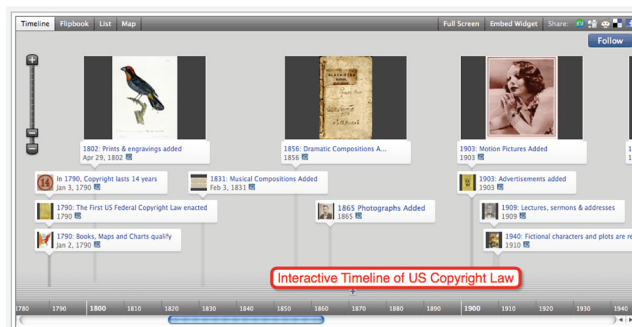 Timeline Flipbook List Map Full Screen Embed Widget Share:
Follow
1802: Prints & engravings added
Apr 29, 1802
1856: Dramatic Compositions A...
1856
1903: Motion Pictures Added
1903
In 1790, Copyright lasts 14 years
Jan 3, 1790
1831: Musical Compositions Added
Feb 3, 1831
1903: Advertisements added
1903
1790: The First US Federal Copyright Law enacted
1790
1865 Photographs Added
1865
1909: Lectures, sermons & addresses
1909
1790: Books, Maps and Charts qualify
Jan 2, 1790
1940: Fictional characters and plots are re
1910
Interactive Timeline of US Copyright Law
1780 1790 1800 1810 1820 1830 1840 1850 1860 1870 1880 1890 1900 1910 1920 1930 1940